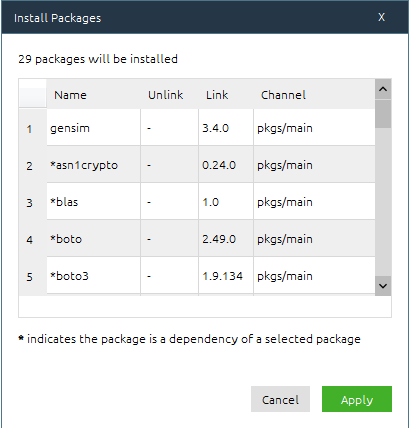 Install Packages X
29 packages will be installed
Name Unlink Link Channel
1 gensim - 3.4.0 pkgs/main
2 *asn1crypto - 0.24.0 pkgs/main
3 *blas - 1.0 pkgs/main
4 *boto - 2.49.0 pkgs/main
5 *boto3 - 1.9.134 pkgs/main
* indicates the package is a dependency of a selected package
Cancel Apply